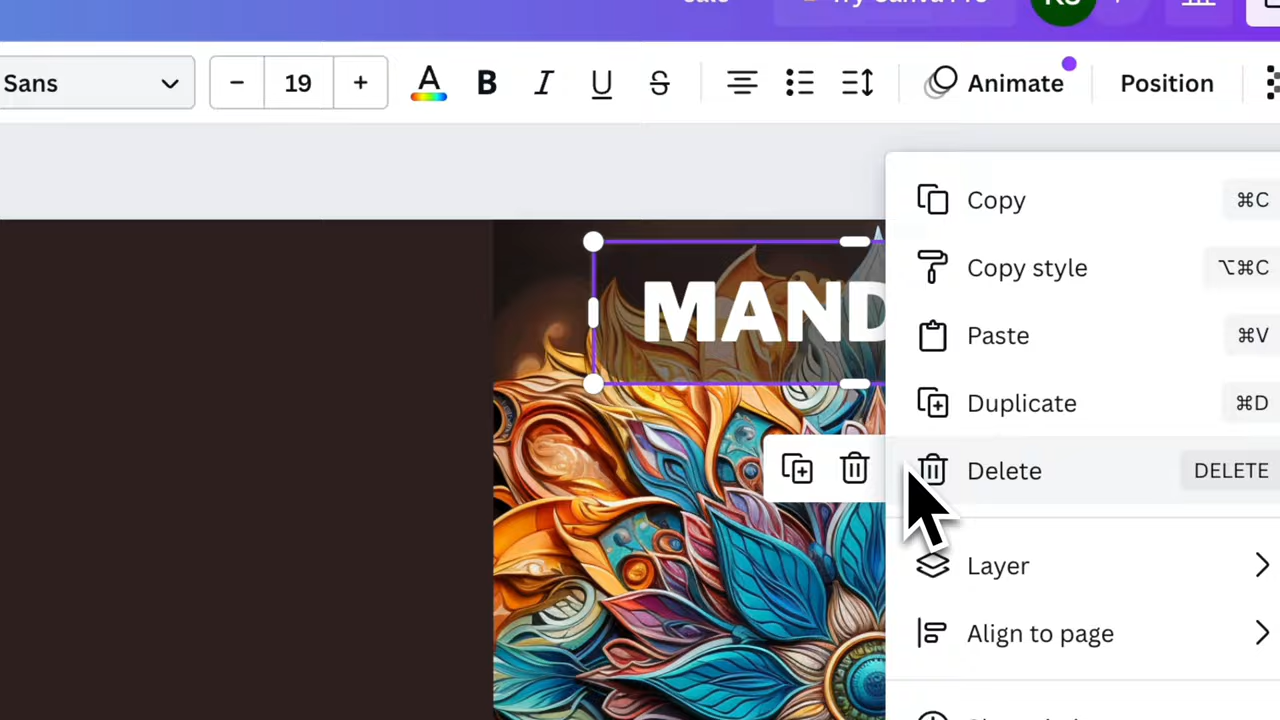 Sans
19
A B I U S
Animate
Position
Copy ⌘C
Copy style ⌥⌘C
Paste ⌘V
MAND
Duplicate ⌘D
Delete DELETE
Layer
Align to page